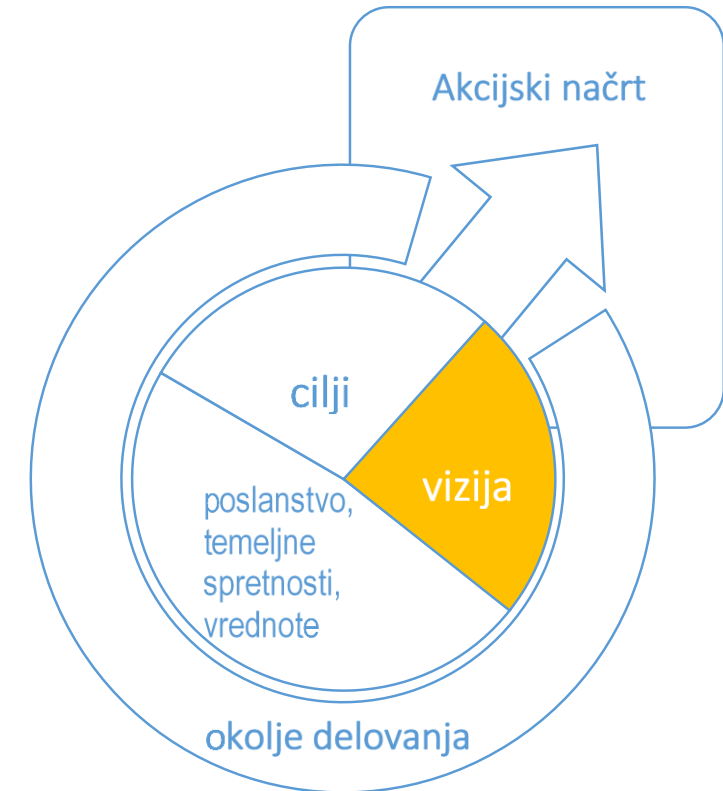 Akcijski načrt
cilji
vizija
poslanstvo,
temeljne
spretnosti,
vrednote
okolje delovanja